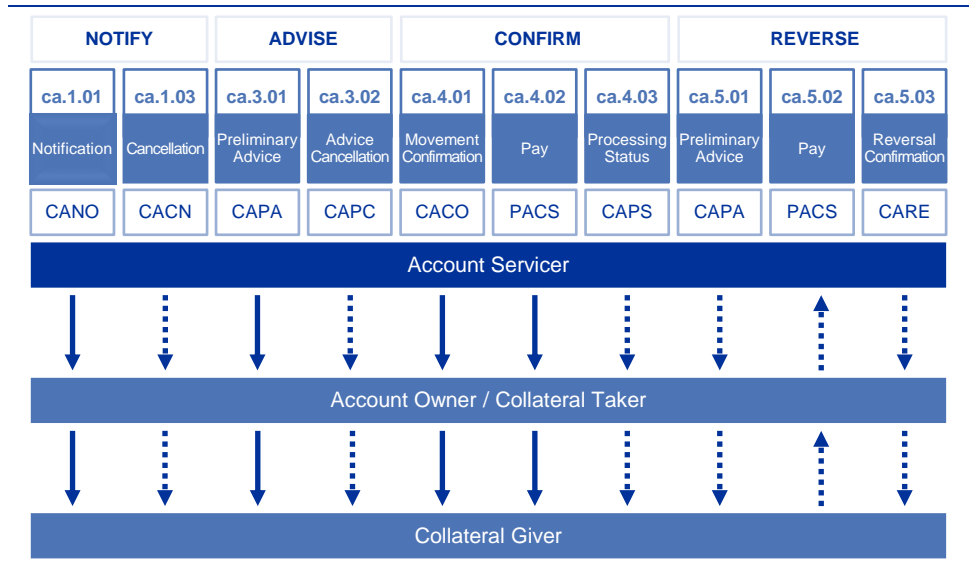 NOTIFY ADVISE CONFIRM REVERSE
ca.1.01 ca.1.03 ca.3.01 ca.3.02 ca.4.01 ca.4.02 ca.4.03 ca.5.01 ca.5.02 ca.5.03
Notification Cancellation Preliminary Advice Advice Cancellation Movement Confirmation Pay Processing Status Preliminary Advice Pay Reversal Confirmation
CANO CACN CAPA CAPC CACO PACS CAPS CAPA PACS CARE
Account Servicer
Account Owner / Collateral Taker
Collateral Giver